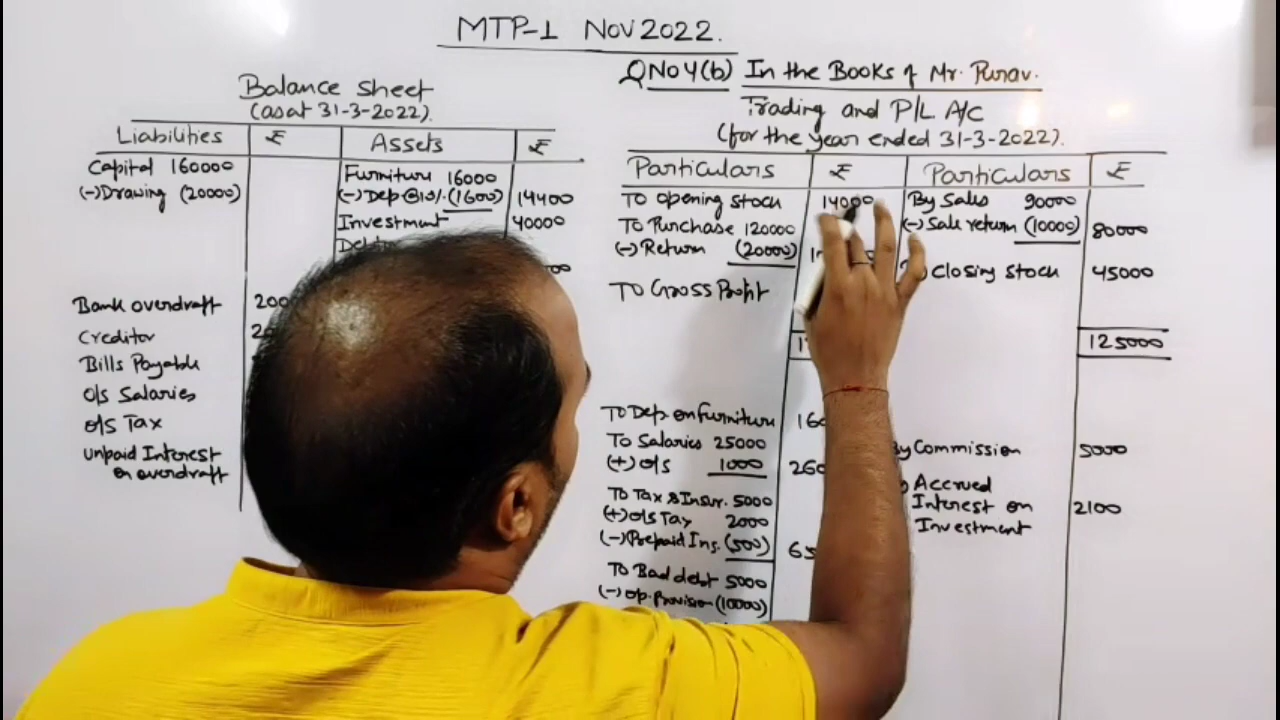 MTP-1 Nov 2022.
Balance Sheet
(as at 31-3-2022).
Liabilities ₹ Assets ₹
Capital 160000
(-) Drawing (20000)
Furniture 16000
(-) Dep@10% (1600) 14400
Investment 40000
Bank overdraft
Creditor
Bills Payable
O/s Salaries
O/s Tax
Unpaid Interest
on overdraft
QNo 4(b) In the Books of Mr. Purav.
Trading and P/L A/c
(for the year ended 31-3-2022).
Particulars ₹ Particulars ₹
To opening stock 14000 By Sales 90000
To Purchase 120000 (-) Sale return (10000) 80000
(-) Return (20000)
Closing stock 45000
To Gross Profit
125000
To Dep on furniture
To Salaries 25000 By Commission 5000
(+) o/s 1000
Accrued
To Tax & Insur. 5000 Interest on 2100
(+) o/s Tax 2000 Investment
(-) Prepaid Ins. (500)
To Bad debt 5000
(-) op. Provision (10000)